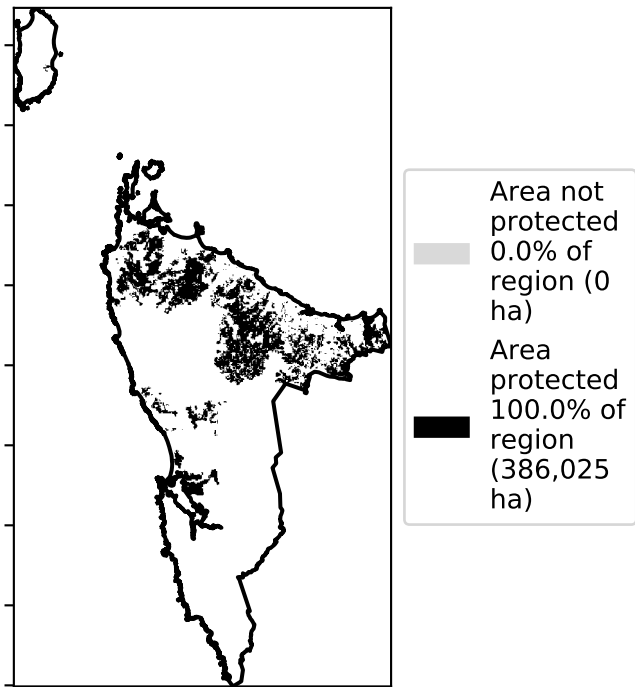 Area not
protected
0.0% of
region (0
ha)
Area
protected
100.0% of
region
(386,025
ha)